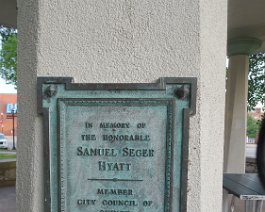 IN MEMORY OF
THE HONORABLE
SAMUEL SEGER
HYATT
MEMBER
CITY COUNCIL OF